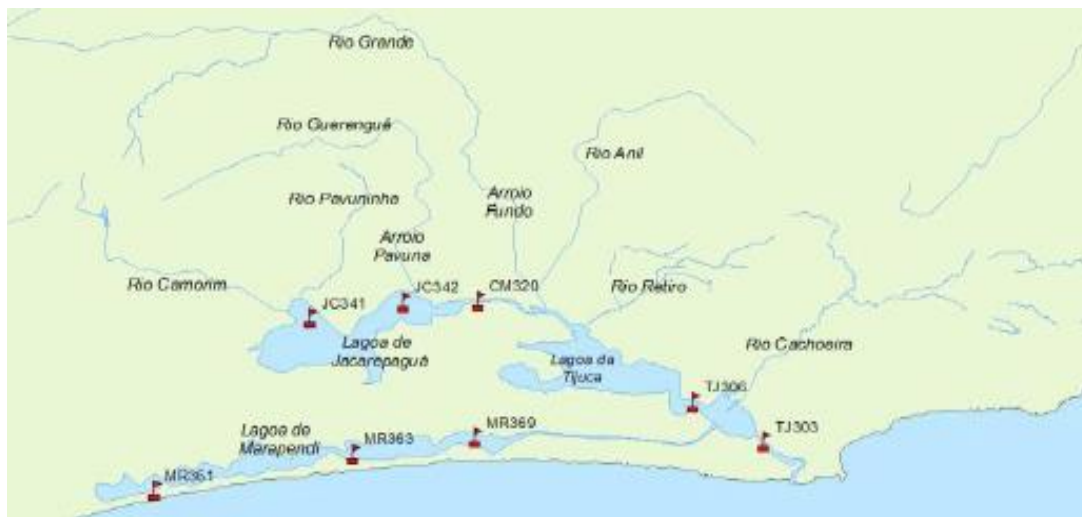 Rio Grande
Rio Guerenguê
Rio Anil
Rio Pavuninha
Arroio
Fundo
Arroio
Pavuna
Rio Camorim
JC341
JC342
CM320
Rio Retiro
Lagoa de
Jacarepaguá
Lagoa da
Tijuca
Rio Cachoeira
TJ306
TJ303
Lagoa de
Marapendi
MR361
MR363
MR369